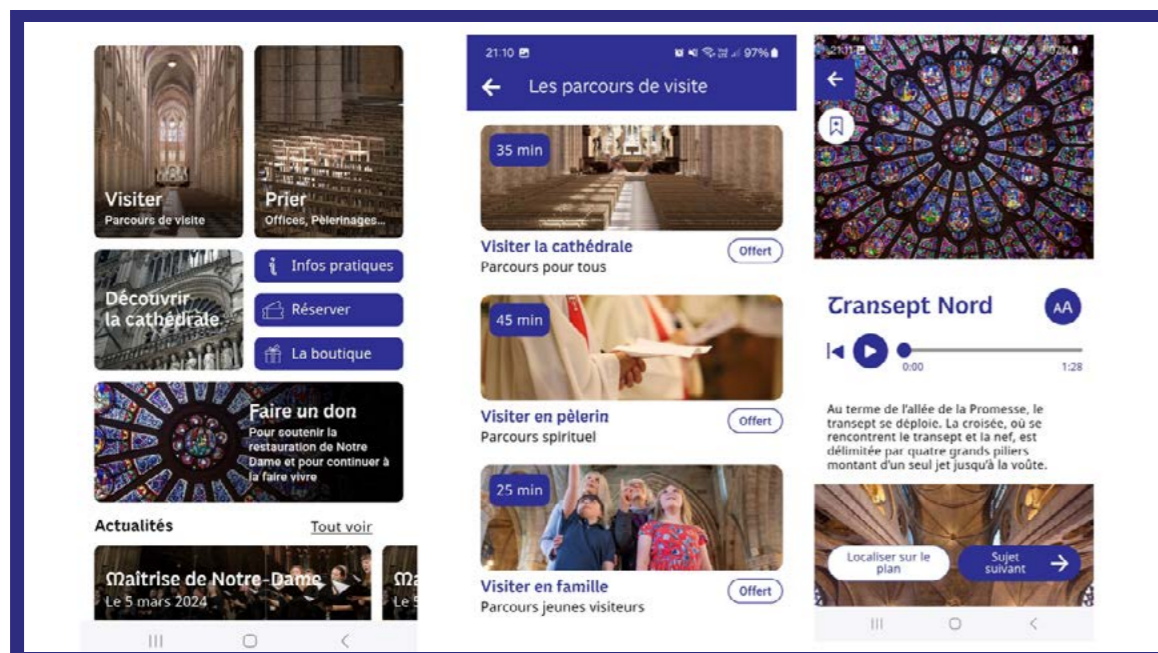 Visiter
Parcours de visite
Prier
Offices, Pèlerinages...
Découvrir
la cathédrale
Infos pratiques
Réserver
La boutique
Faire un don
Pour soutenir la
restauration de Notre
Dame et pour continuer à
la faire vivre
Actualités
Tout voir
Maîtrise de Notre-Dame
Le 5 mars 2024
Ma
Le 5
21:10
97%
Les parcours de visite
35 min
Visiter la cathédrale
Offert
Parcours pour tous
45 min
Visiter en pèlerin
Offert
Parcours spirituel
25 min
Visiter en famille
Offert
Parcours jeunes visiteurs
21:11
Transept Nord
AA
0:00
1:28
Au terme de l'allée de la Promesse, le
transept se déploie. La croisée, où se
rencontrent le transept et la nef, est
délimitée par quatre grands piliers
montant d'un seul jet jusqu'à la voûte.
Localiser sur le
plan
Sujet
suivant